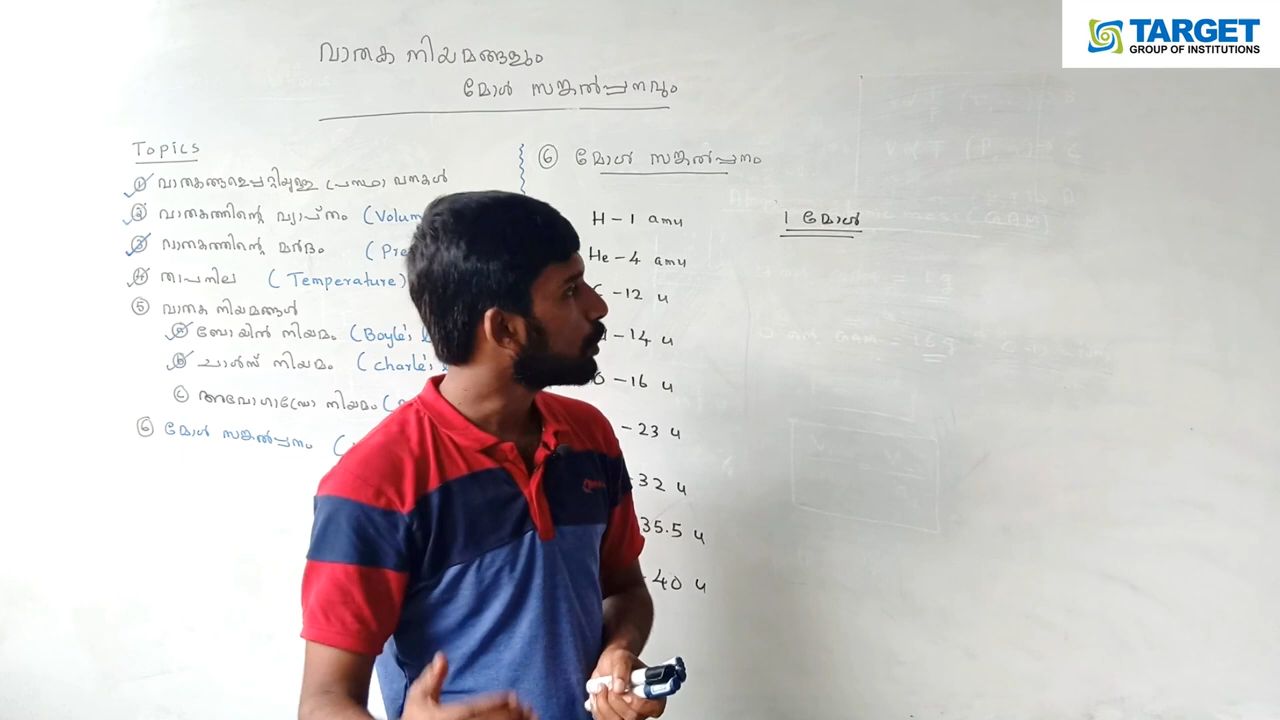 TARGET
GROUP OF INSTITUTIONS
വാതക നിയമങ്ങളും
മോൾ സങ്കൽപ്പനവും
Topics
① വാതകങ്ങളെപ്പറ്റിയുള്ള പ്രസ്ഥാവനകൾ
② വാതകത്തിന്റെ വ്യാപ്തം (Volum
③ വാതകത്തിന്റെ മർദ്ദം (Pre
④ താപനില (Temperature)
⑤ വാതക നിയമങ്ങൾ
ⓐ ബോയിൽ നിയമം (Boyle's
ⓑ ചാൾസ് നിയമം (charle's
ⓒ അവോഗാഡ്രോ നിയമം (
⑥ മോൾ സങ്കൽപ്പനം (
⑥ മോൾ സങ്കൽപ്പനം
H - 1 amu
He - 4 amu
- 12 u
- 14 u
- 16 u
- 23 u
32 u
35.5 u
- 40 u
1 മോൾ